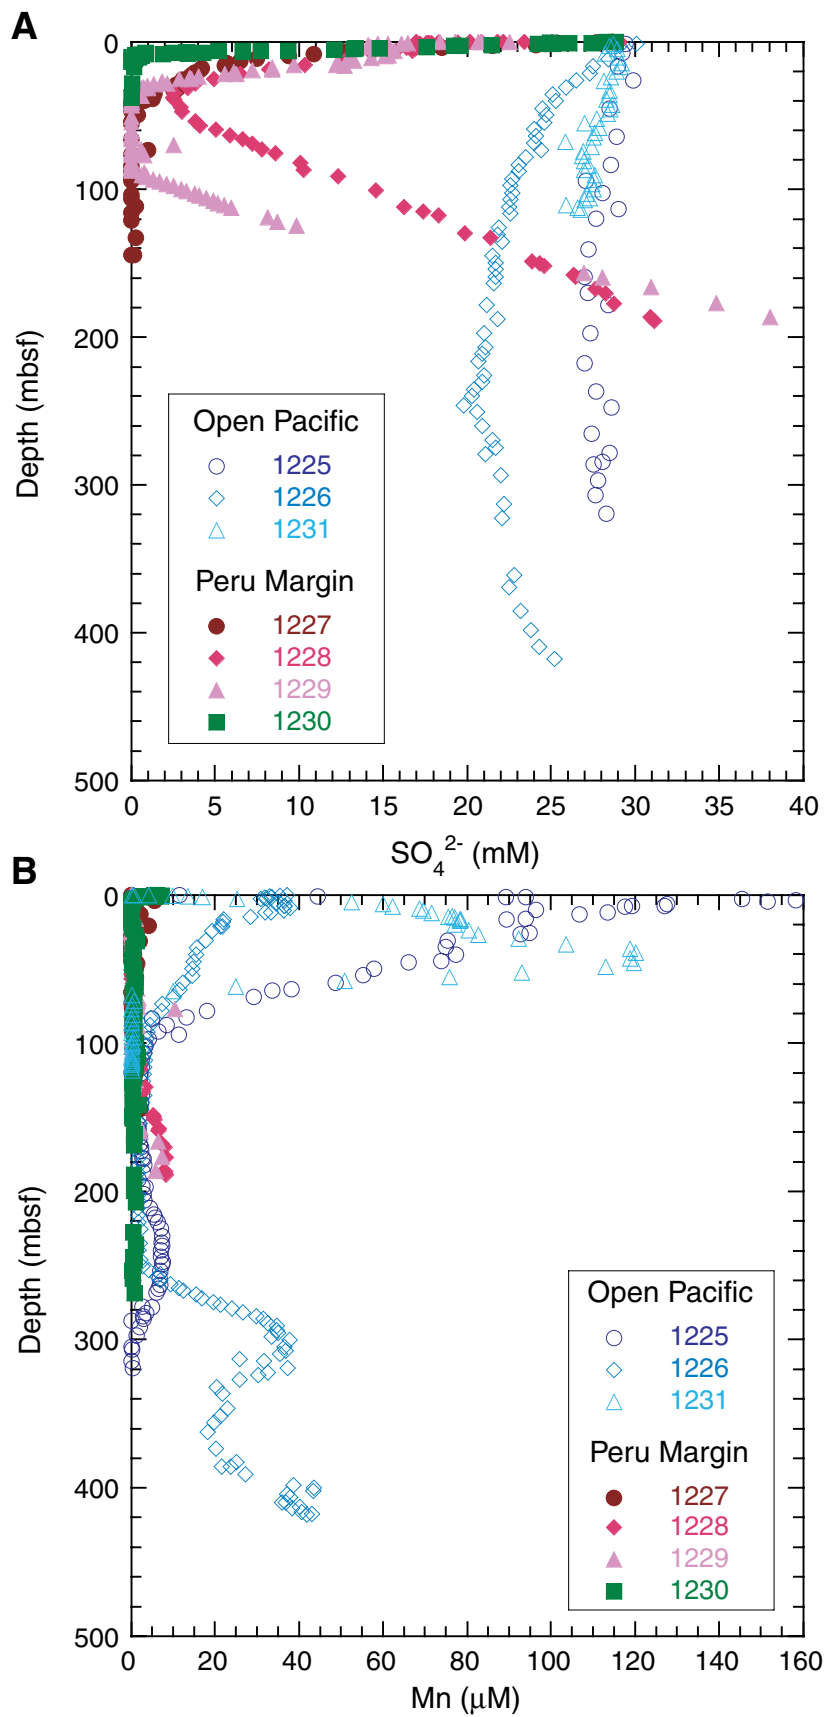 A
0
100
200
300
400
500
Depth (mbsf)
Open Pacific
1225
1226
1231
Peru Margin
1227
1228
1229
1230
0 5 10 15 20 25 30 35 40
SO₄²⁻ (mM)
B
0
100
200
300
400
500
Depth (mbsf)
Open Pacific
1225
1226
1231
Peru Margin
1227
1228
1229
1230
0 20 40 60 80 100 120 140 160
Mn (μM)